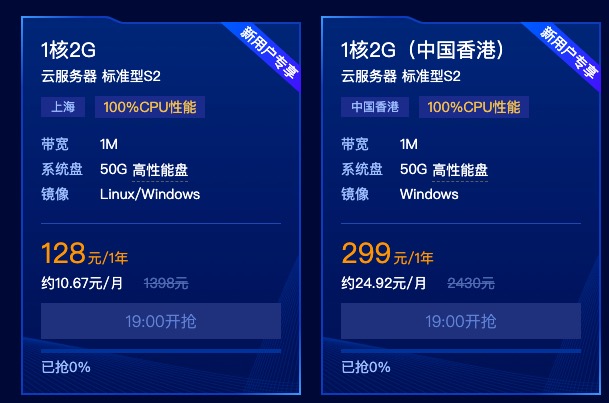 新用户专享
1核2G
云服务器 标准型S2
上海 100%CPU性能
带宽 1M
系统盘 50G 高性能盘
镜像 Linux/Windows
128元/1年
约10.67元/月 1398元
19:00开抢
已抢0%
新用户专享
1核2G（中国香港）
云服务器 标准型S2
中国香港 100%CPU性能
带宽 1M
系统盘 50G 高性能盘
镜像 Windows
299元/1年
约24.92元/月 2430元
19:00开抢
已抢0%